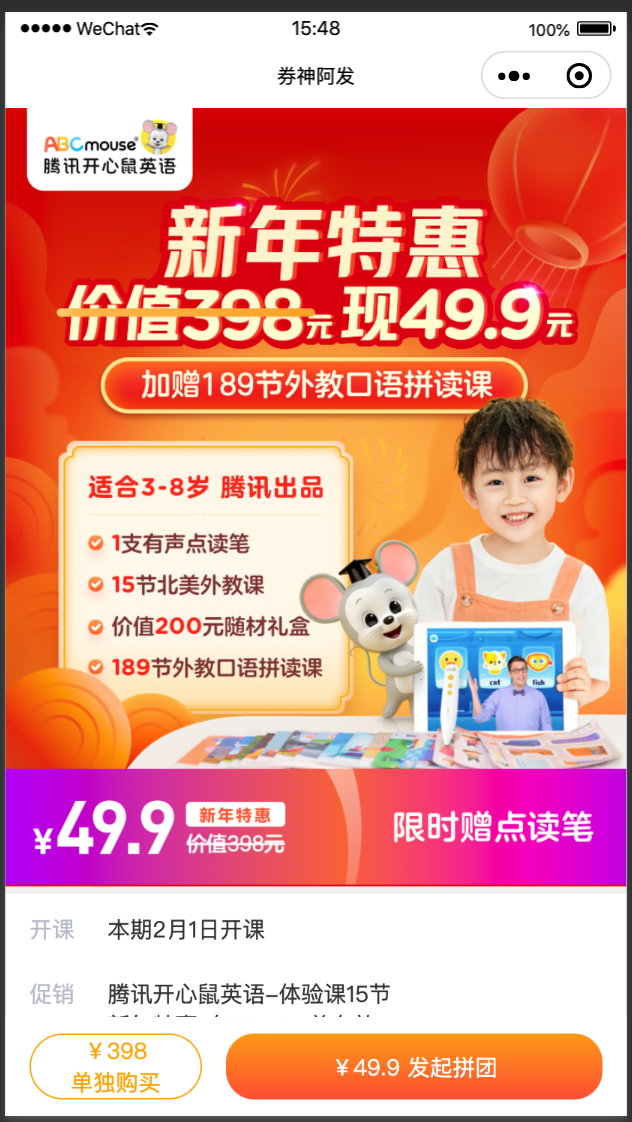 ●●●●● WeChat
15:48
100%
券神阿发
ABCmouse®
腾讯开心鼠英语
新年特惠
价值398元 现49.9元
加赠189节外教口语拼读课
适合3-8岁 腾讯出品
1支有声点读笔
15节北美外教课
价值200元随材礼盒
189节外教口语拼读课
cat
fish
¥49.9
新年特惠
价值398元
限时赠点读笔
开课 本期2月1日开课
促销 腾讯开心鼠英语-体验课15节
¥398
单独购买
¥49.9 发起拼团